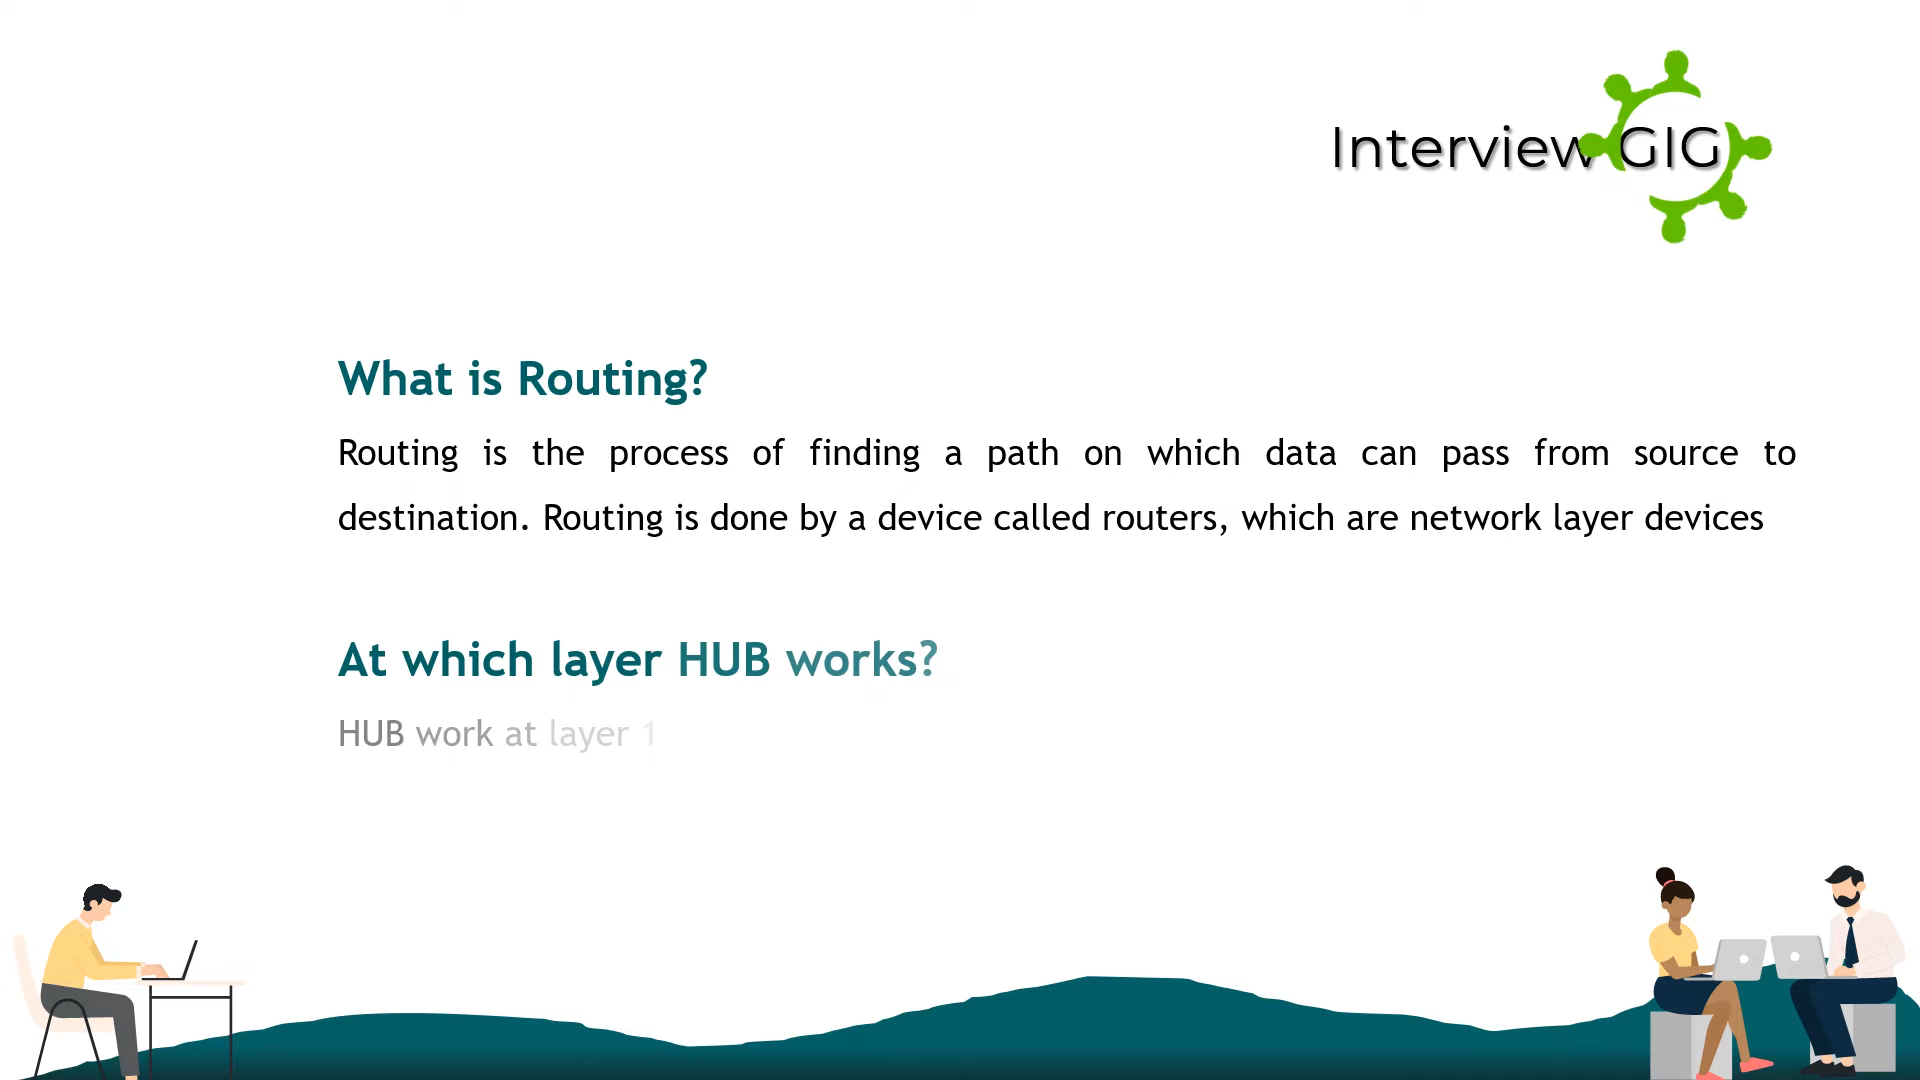 Interview GIG
What is Routing?
Routing is the process of finding a path on which data can pass from source to
destination. Routing is done by a device called routers, which are network layer devices
At which layer HUB works?
HUB work at layer 1